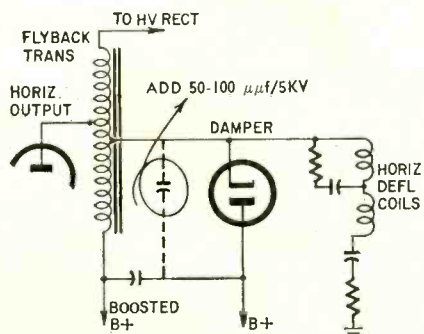 TO HV RECT
FLYBACK
TRANS
HORIZ.
OUTPUT
ADD 50-100 μμf/5KV
DAMPER
HORIZ
DEFL
COILS
BOOSTED
B+
B+